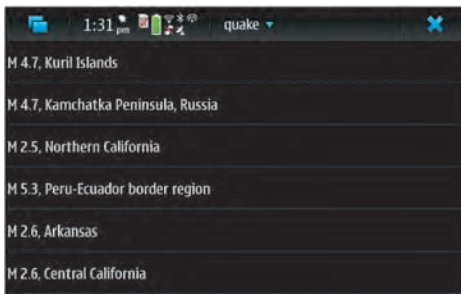 1:31 pm quake
M 4.7, Kuril Islands
M 4.7, Kamchatka Peninsula, Russia
M 2.5, Northern California
M 5.3, Peru-Ecuador border region
M 2.6, Arkansas
M 2.6, Central California